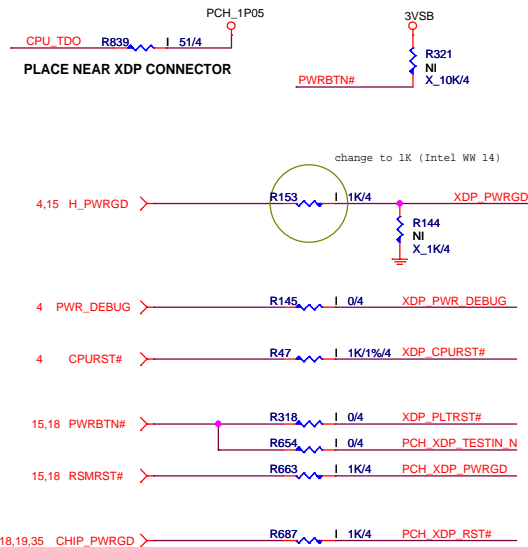 PCH_1P05
3VSB
CPU_TDO R839 I 51/4
PLACE NEAR XDP CONNECTOR
R321
NI
X_10K/4
PWRBTN#
change to 1K (Intel WW 14)
4,15 H_PWRGD R153 I 1K/4 XDP_PWRGD
R144
NI
X_1K/4
4 PWR_DEBUG R145 I 0/4 XDP_PWR_DEBUG
4 CPURST# R47 I 1K/1%/4 XDP_CPURST#
15,18 PWRBTN# R318 I 0/4 XDP_PLTRST#
R654 I 0/4 PCH_XDP_TESTIN_N
15,18 RSMRST# R663 I 1K/4 PCH_XDP_PWRGD
18,19,35 CHIP_PWRGD R687 I 1K/4 PCH_XDP_RST#